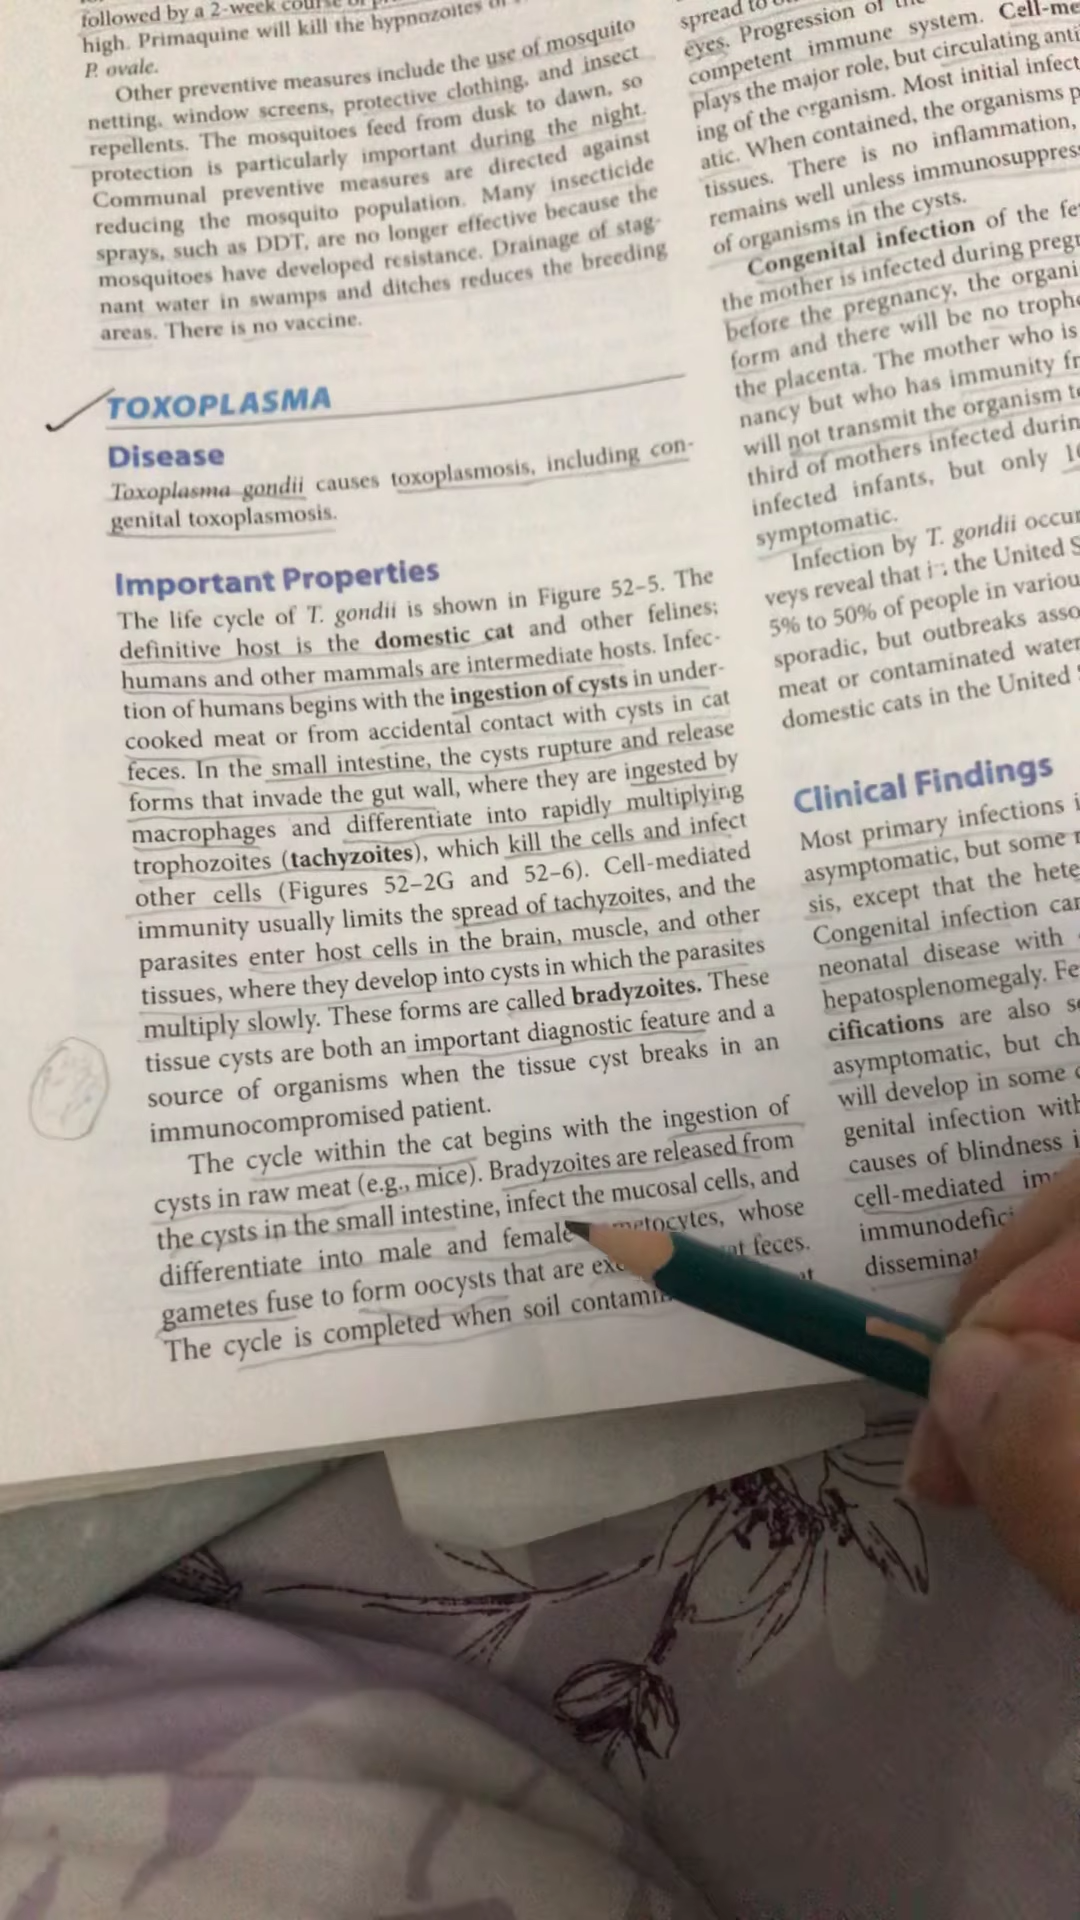 followed by a 2-week course
high. Primaquine will kill the hypnozoites
P. ovale.
Other preventive measures include the use of mosquito
netting, window screens, protective clothing, and insect
repellents. The mosquitoes feed from dusk to dawn, so
protection is particularly important during the night.
Communal preventive measures are directed against
reducing the mosquito population. Many insecticide
sprays, such as DDT, are no longer effective because the
mosquitoes have developed resistance. Drainage of stag-
nant water in swamps and ditches reduces the breeding
areas. There is no vaccine.
TOXOPLASMA
Disease
Toxoplasma gondii causes toxoplasmosis, including con-
genital toxoplasmosis.
Important Properties
The life cycle of T. gondii is shown in Figure 52–5. The
definitive host is the domestic cat and other felines;
humans and other mammals are intermediate hosts. Infec-
tion of humans begins with the ingestion of cysts in under-
cooked meat or from accidental contact with cysts in cat
feces. In the small intestine, the cysts rupture and release
forms that invade the gut wall, where they are ingested by
macrophages and differentiate into rapidly multiplying
trophozoites (tachyzoites), which kill the cells and infect
other cells (Figures 52–2G and 52–6). Cell-mediated
immunity usually limits the spread of tachyzoites, and the
parasites enter host cells in the brain, muscle, and other
tissues, where they develop into cysts in which the parasites
multiply slowly. These forms are called bradyzoites. These
tissue cysts are both an important diagnostic feature and a
source of organisms when the tissue cyst breaks in an
immunocompromised patient.
The cycle within the cat begins with the ingestion of
cysts in raw meat (e.g., mice). Bradyzoites are released from
the cysts in the small intestine, infect the mucosal cells, and
differentiate into male and female whose
gametes fuse to form oocysts that are feces.
The cycle is completed when soil
spread to
eyes. Progression of
competent immune system. Cell-me
plays the major role, but circulating anti
ing of the organism. Most initial infect
atic. When contained, the organisms p
tissues. There is no inflammation,
remains well unless immunosuppress
of organisms in the cysts.
Congenital infection of the fe
the mother is infected during pregn
before the pregnancy, the organi
form and there will be no tropho
the placenta. The mother who is
nancy but who has immunity fr
will not transmit the organism to
third of mothers infected durin
infected infants, but only 10
symptomatic.
Infection by T. gondii occur
veys reveal that the United S
5% to 50% of people in variou
sporadic, but outbreaks asso
meat or contaminated water
domestic cats in the United
Clinical Findings
Most primary infections i
asymptomatic, but some
sis, except that the hete
Congenital infection can
neonatal disease with
hepatosplenomegaly. Fe
cifications are also se
asymptomatic, but ch
will develop in some
genital infection with
causes of blindness i
cell-mediated im
immunodefici
disseminat